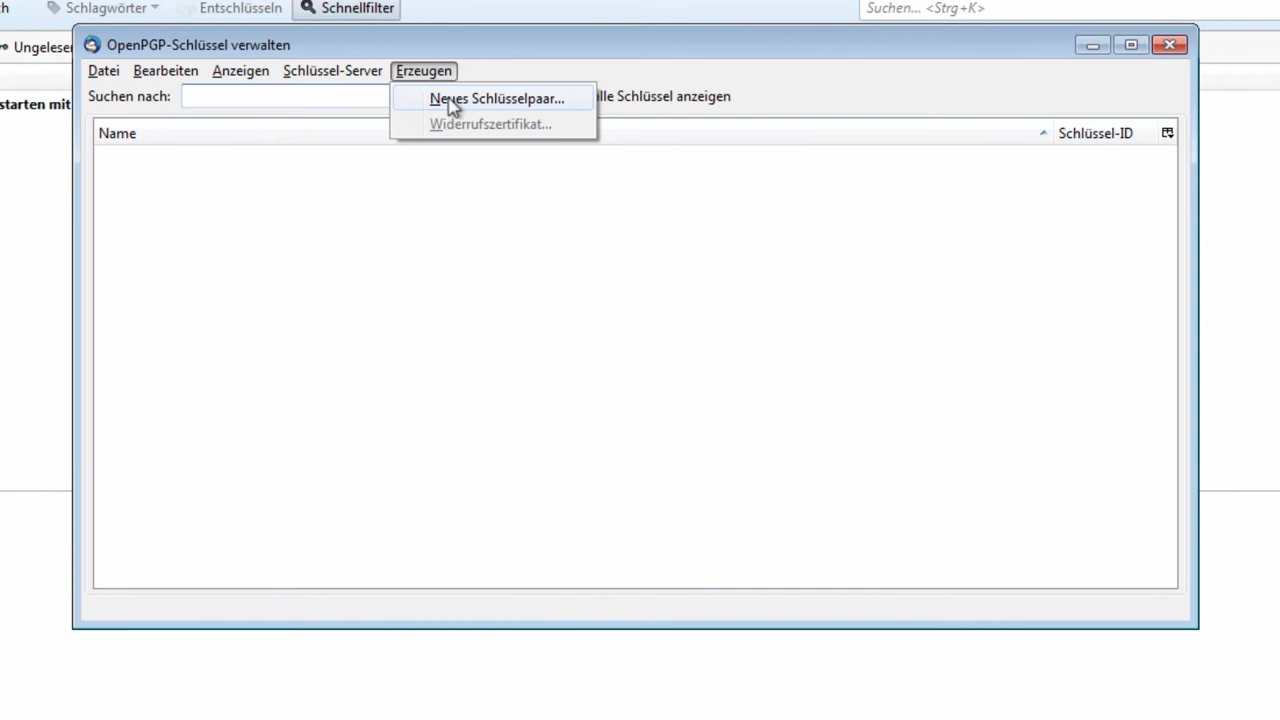 Schlagwörter
Entschlüsseln
Schnellfilter
Suchen... <Strg+K>
OpenPGP-Schlüssel verwalten
Datei Bearbeiten Anzeigen Schlüssel-Server Erzeugen
Suchen nach:
Neues Schlüsselpaar...
lle Schlüssel anzeigen
Widerrufszertifikat...
Name
Schlüssel-ID
Ungelese
starten mit